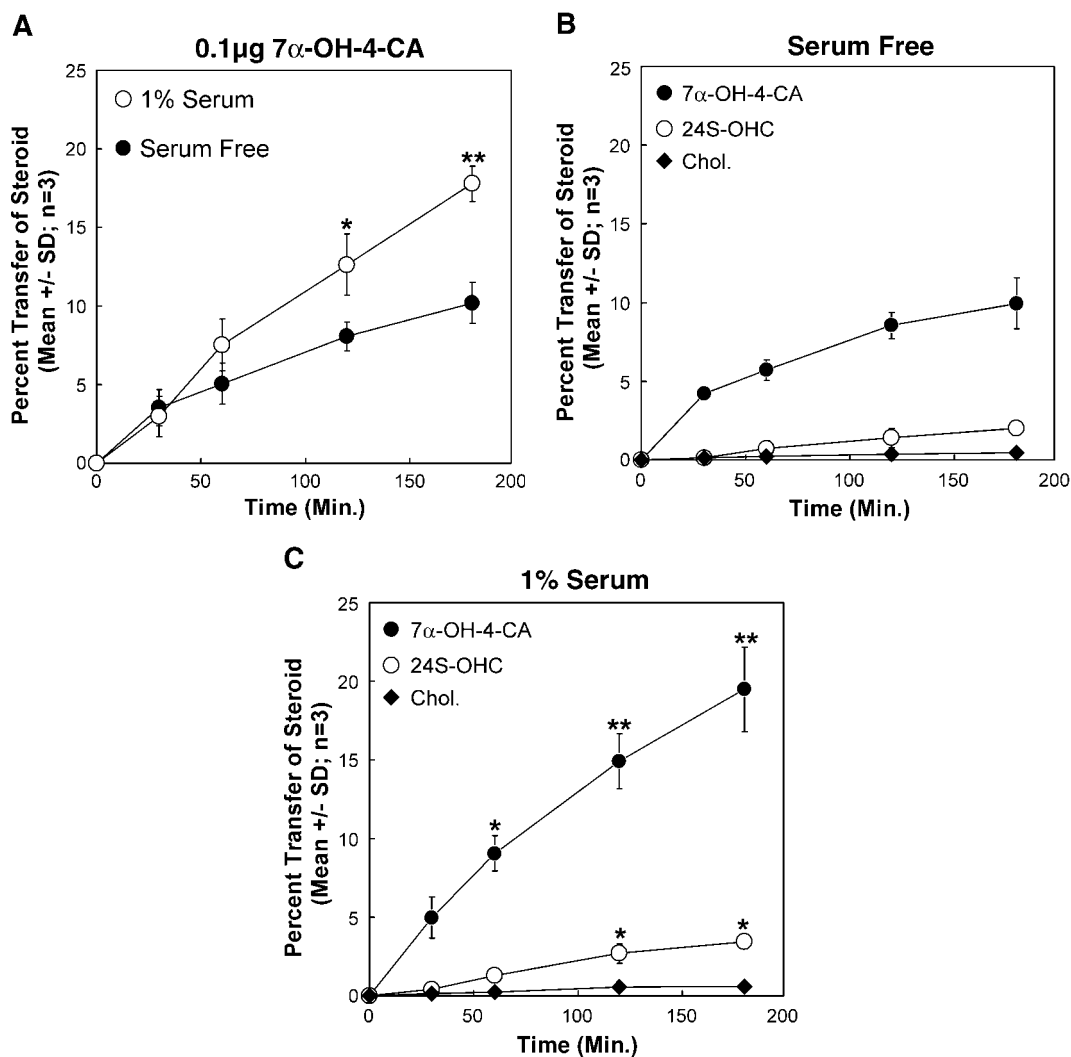 A
0.1µg 7α-OH-4-CA
25
20
15
10
5
0
0
50
100
150
200
Percent Transfer of Steroid
(Mean +/- SD; n=3)
1% Serum
Serum Free
*
**
Time (Min.)
B
Serum Free
25
20
15
10
5
0
0
50
100
150
200
Percent Transfer of Steroid
(Mean +/- SD; n=3)
7α-OH-4-CA
24S-OHC
Chol.
Time (Min.)
C
1% Serum
25
20
15
10
5
0
0
50
100
150
200
Percent Transfer of Steroid
(Mean +/- SD; n=3)
7α-OH-4-CA
24S-OHC
Chol.
*
**
**
*
*
Time (Min.)